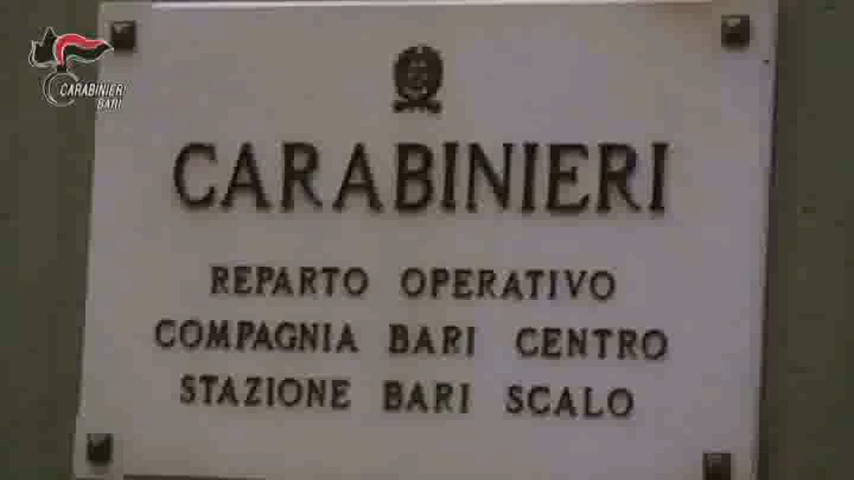 CARABINIERI
BARI
CARABINIERI
REPARTO OPERATIVO
COMPAGNIA BARI CENTRO
STAZIONE BARI SCALO